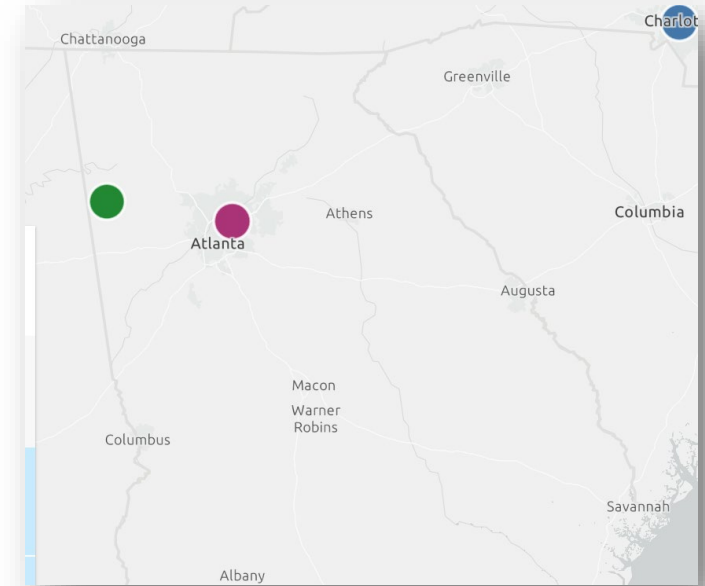 Charlot
Chattanooga
Greenville
Athens
Columbia
Atlanta
Augusta
Macon
Warner
Robins
Columbus
Savannah
Albany